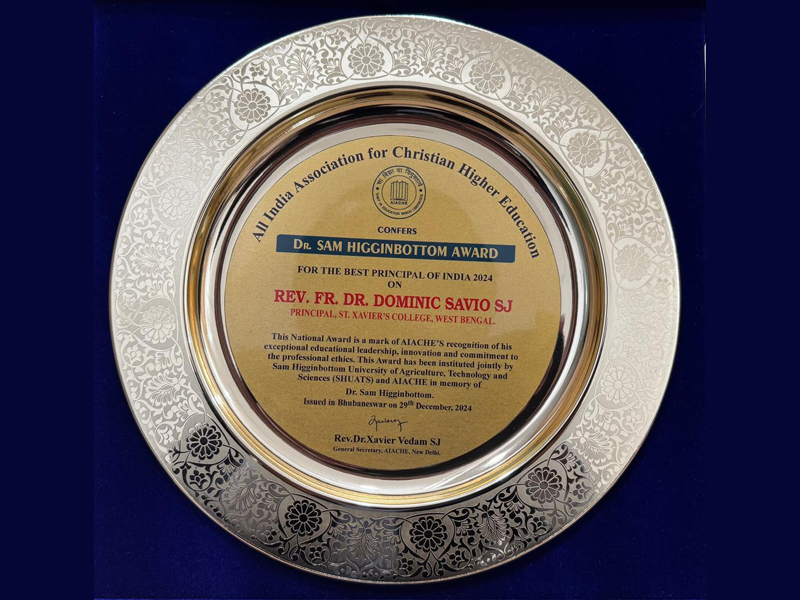 All India Association for Christian Higher Education
AIACHE
CONFERS
DR. SAM HIGGINBOTTOM AWARD
FOR THE BEST PRINCIPAL OF INDIA 2024
ON
REV. FR. DR. DOMINIC SAVIO SJ
PRINCIPAL, ST. XAVIER'S COLLEGE, WEST BENGAL.
This National Award is a mark of AIACHE'S recognition of his
exceptional educational leadership, innovation and commitment to
the professional ethics. This Award has been instituted jointly by
Sam Higginbottom University of Agriculture, Technology and
Sciences (SHUATS) and AIACHE in memory of
Dr. Sam Higginbottom.
Issued in Bhubaneswar on 29th December, 2024
Rev.Dr.Xavier Vedam SJ
General Secretary, AIACHE, New Delhi.